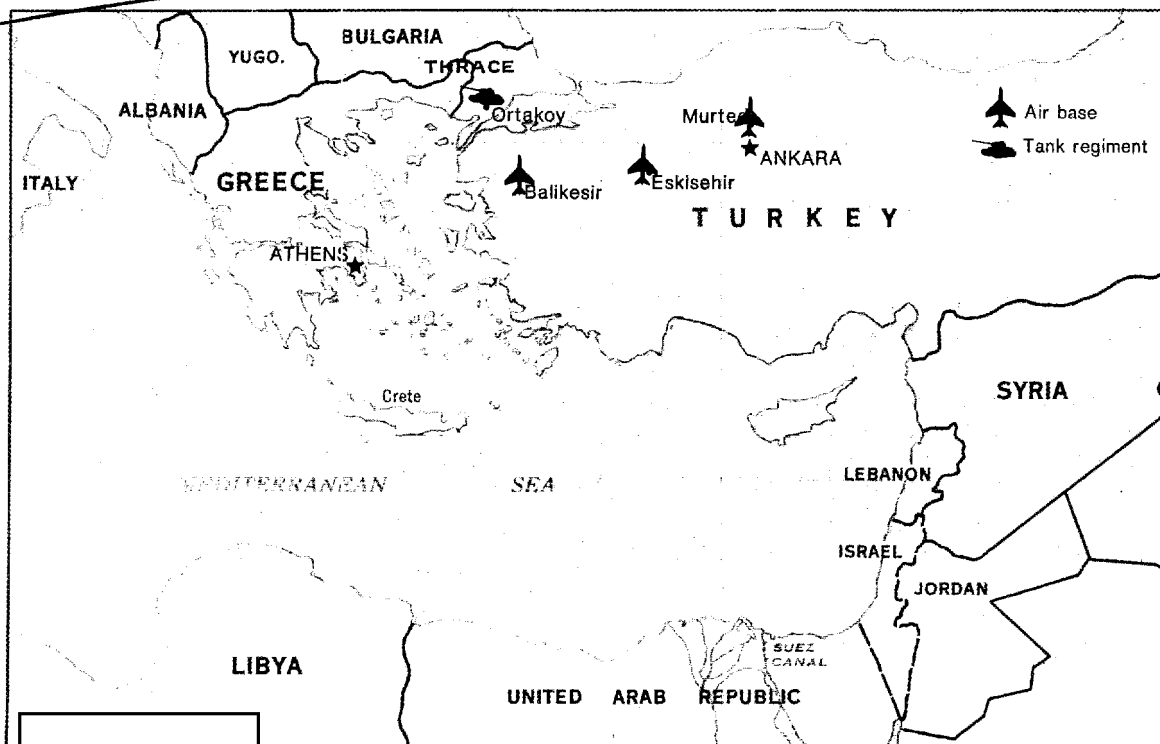 BULGARIA
YUGO.
THRACE
ALBANIA
Ortakoy
Air base
Tank regiment
ANKARA
ITALY
GREECE
Balikesir
Eskisehir
TURKEY
ATHENS
Crete
SYRIA
MEDITERRANEAN SEA
LEBANON
ISRAEL
JORDAN
SUEZ
CANAL
LIBYA
UNITED ARAB REPUBLIC